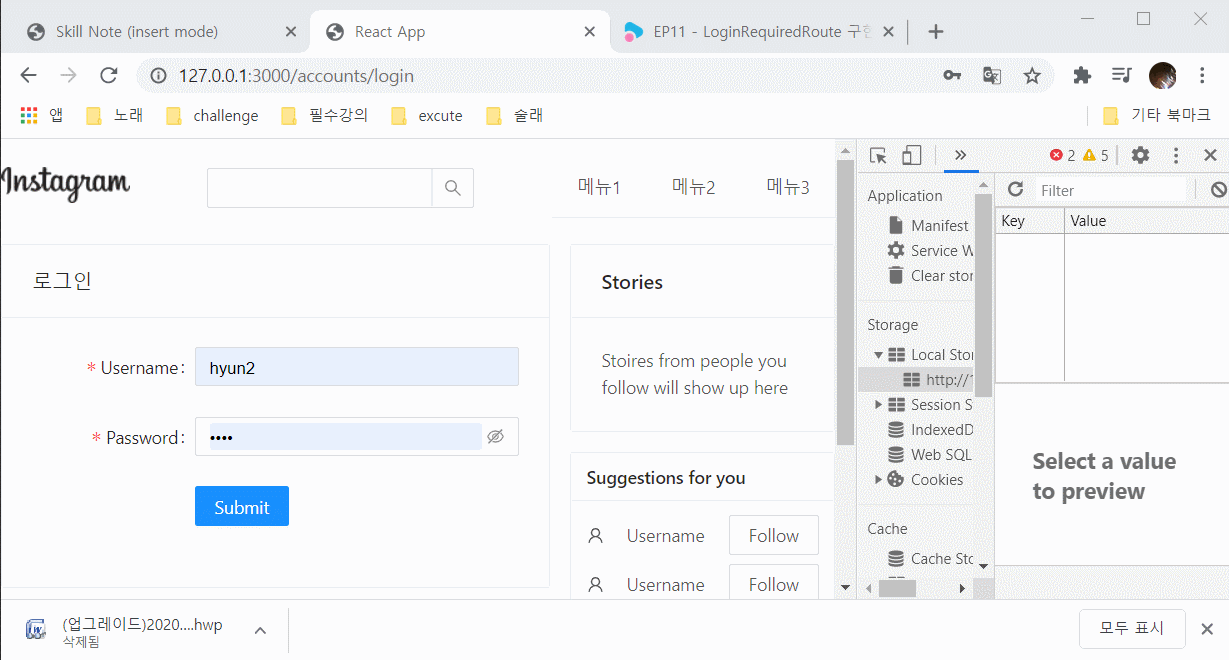 Skill Note (insert mode)
React App
EP11 - LoginRequiredRoute 구현
127.0.0.1:3000/accounts/login
앱
노래
challenge
필수강의
excute
술래
기타 북마크
Instagram
메뉴1
메뉴2
메뉴3
로그인
* Username:
hyun2
* Password:
••••
Submit
Stories
Stoires from people you
follow will show up here
Suggestions for you
Username
Follow
Username
Follow
2
5
Application
Manifest
Service W
Clear stor
Storage
Local Stor
http://1
Session S
IndexedD
Web SQL
Cookies
Cache
Cache Sto
Filter
Key
Value
Select a value
to preview
(업그레이드)2020....hwp
삭제됨
모두 표시